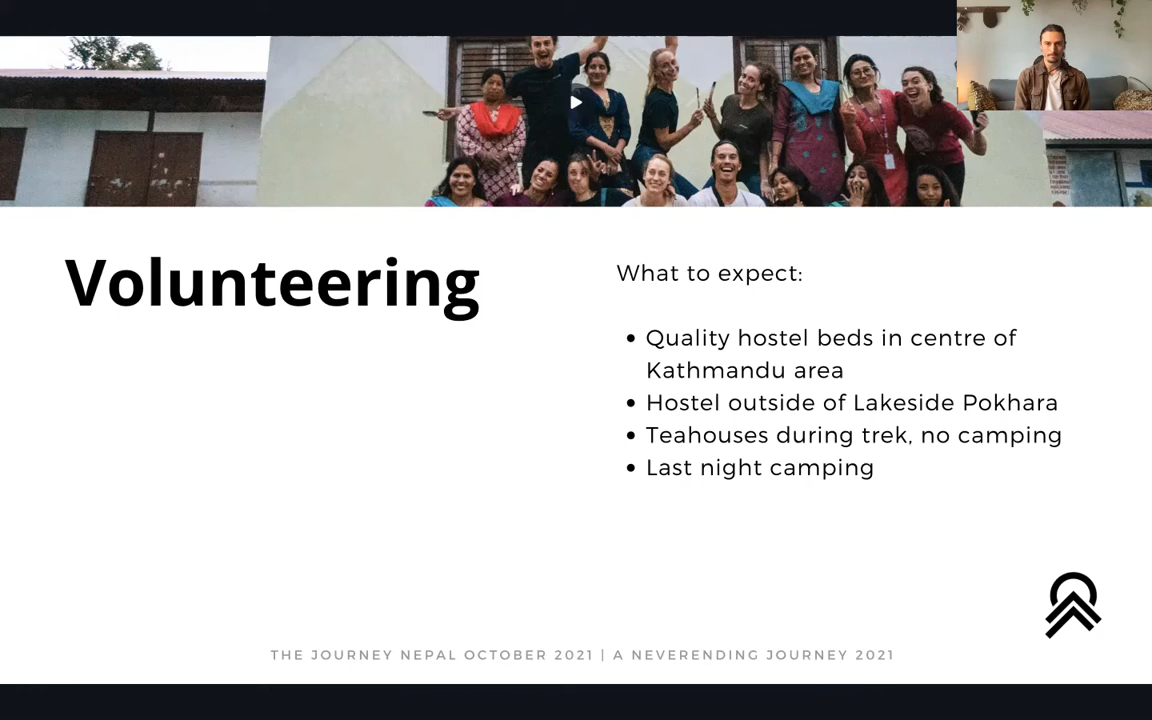 Volunteering
What to expect:
• Quality hostel beds in centre of
Kathmandu area
• Hostel outside of Lakeside Pokhara
• Teahouses during trek, no camping
• Last night camping
THE JOURNEY NEPAL OCTOBER 2021 | A NEVERENDING JOURNEY 2021